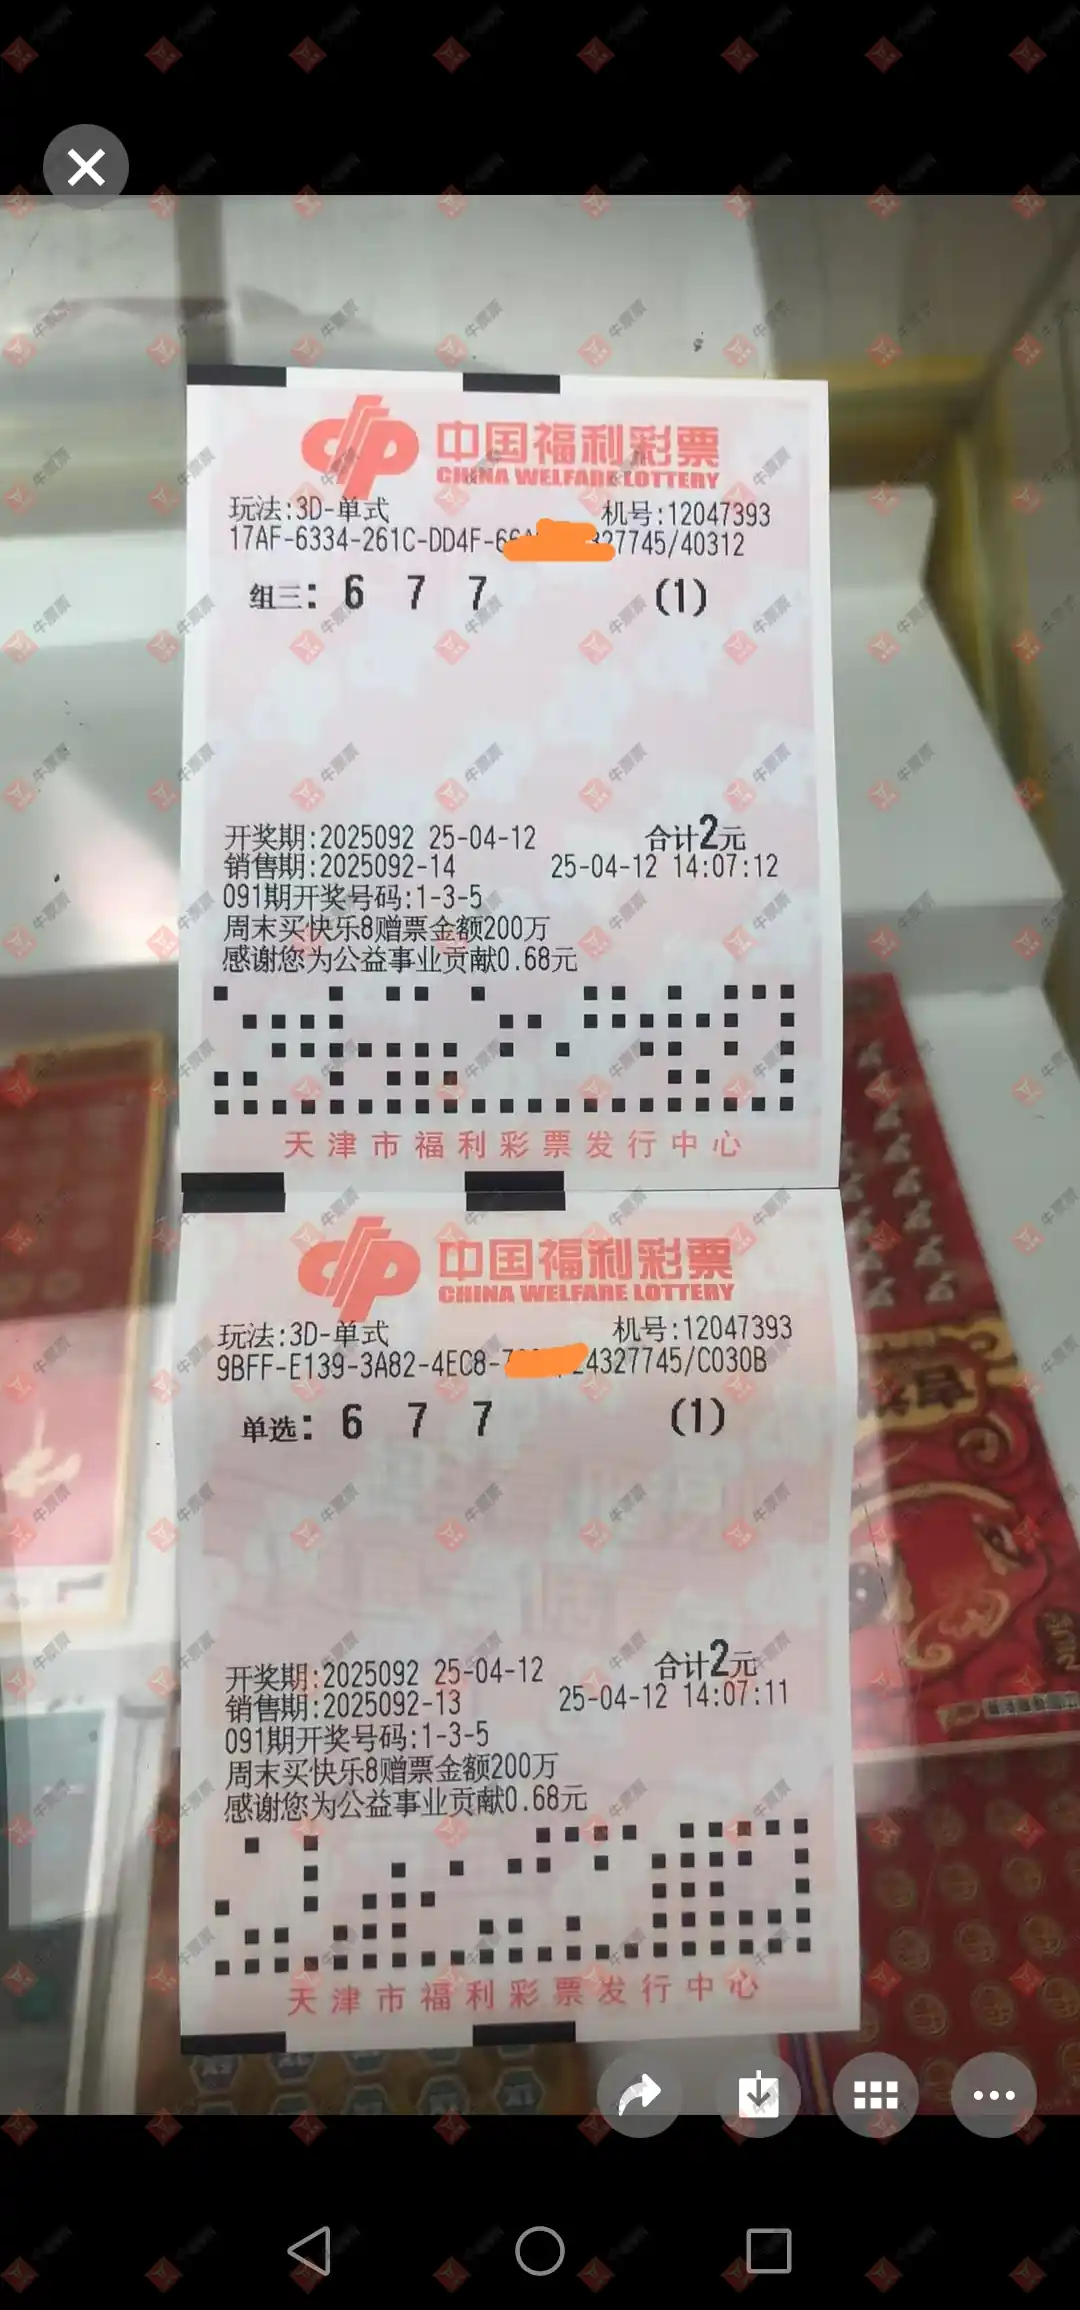 中国福利彩票
CHINA WELFARE LOTTERY
玩法:3D-单式 机号:12047393
17AF-6334-261C-DD4F-66 327745/40312
组三: 6 7 7 (1)
开奖期:2025092 25-04-12 合计2元
销售期:2025092-14 25-04-12 14:07:12
091期开奖号码:1-3-5
周末买快乐8赠票金额200万
感谢您为公益事业贡献0.68元
天津市福利彩票发行中心
中国福利彩票
CHINA WELFARE LOTTERY
玩法:3D-单式 机号:12047393
9BFF-E139-3A82-4EC8-7 24327745/C030B
单选: 6 7 7 (1)
开奖期:2025092 25-04-12 合计2元
销售期:2025092-13 25-04-12 14:07:11
091期开奖号码:1-3-5
周末买快乐8赠票金额200万
感谢您为公益事业贡献0.68元
天津市福利彩票发行中心
牛票票